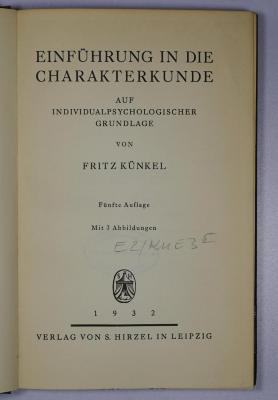 EINFÜHRUNG IN DIE
CHARAKTERKUNDE
AUF
INDIVIDUALPSYCHOLOGISCHER
GRUNDLAGE
VON
FRITZ KÜNKEL
Fünfte Auflage
Mit 3 Abbildungen
1932
VERLAG VON S. HIRZEL IN LEIPZIG